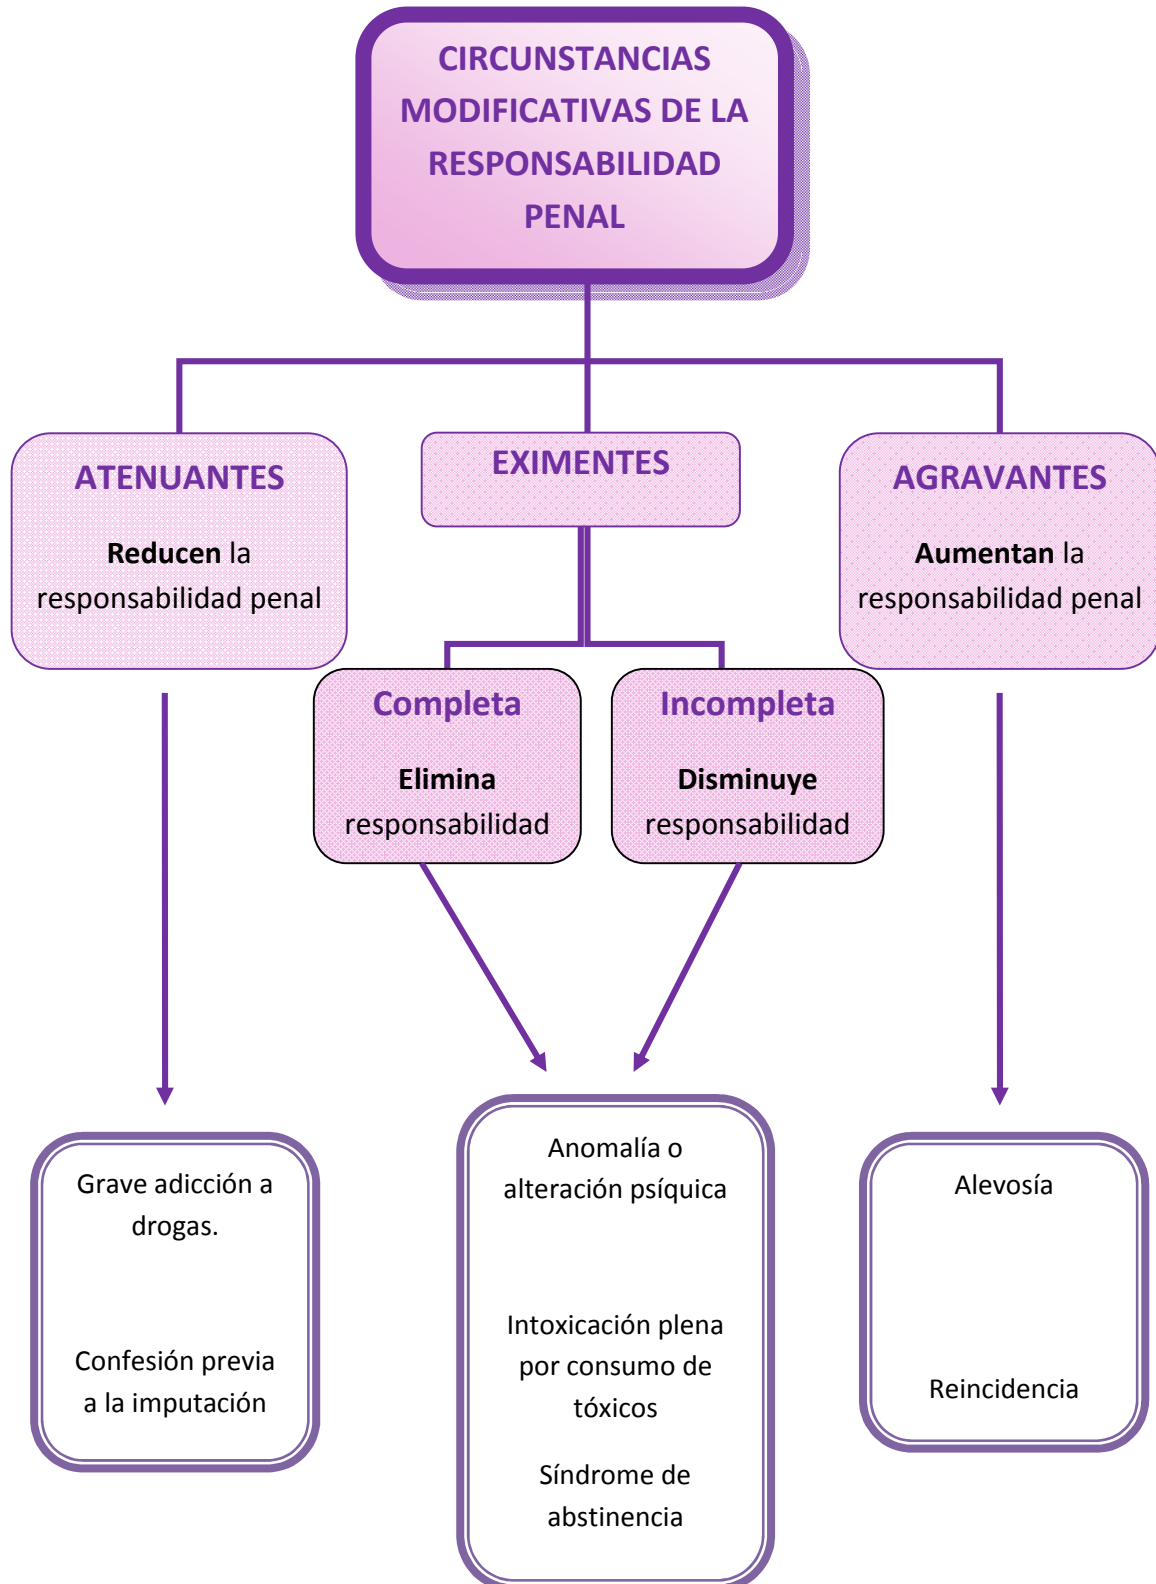 CIRCUNSTANCIAS
MODIFICATIVAS DE LA
RESPONSABILIDAD
PENAL
ATENUANTES
Reducen la
responsabilidad penal
EXIMENTES
AGRAVANTES
Aumentan la
responsabilidad penal
Completa
Elimina
responsabilidad
Incompleta
Disminuye
responsabilidad
Grave adicción a
drogas.
Confesión previa
a la imputación
Anomalía o
alteración psíquica
Intoxicación plena
por consumo de
tóxicos
Síndrome de
abstinencia
Alevosía
Reincidencia